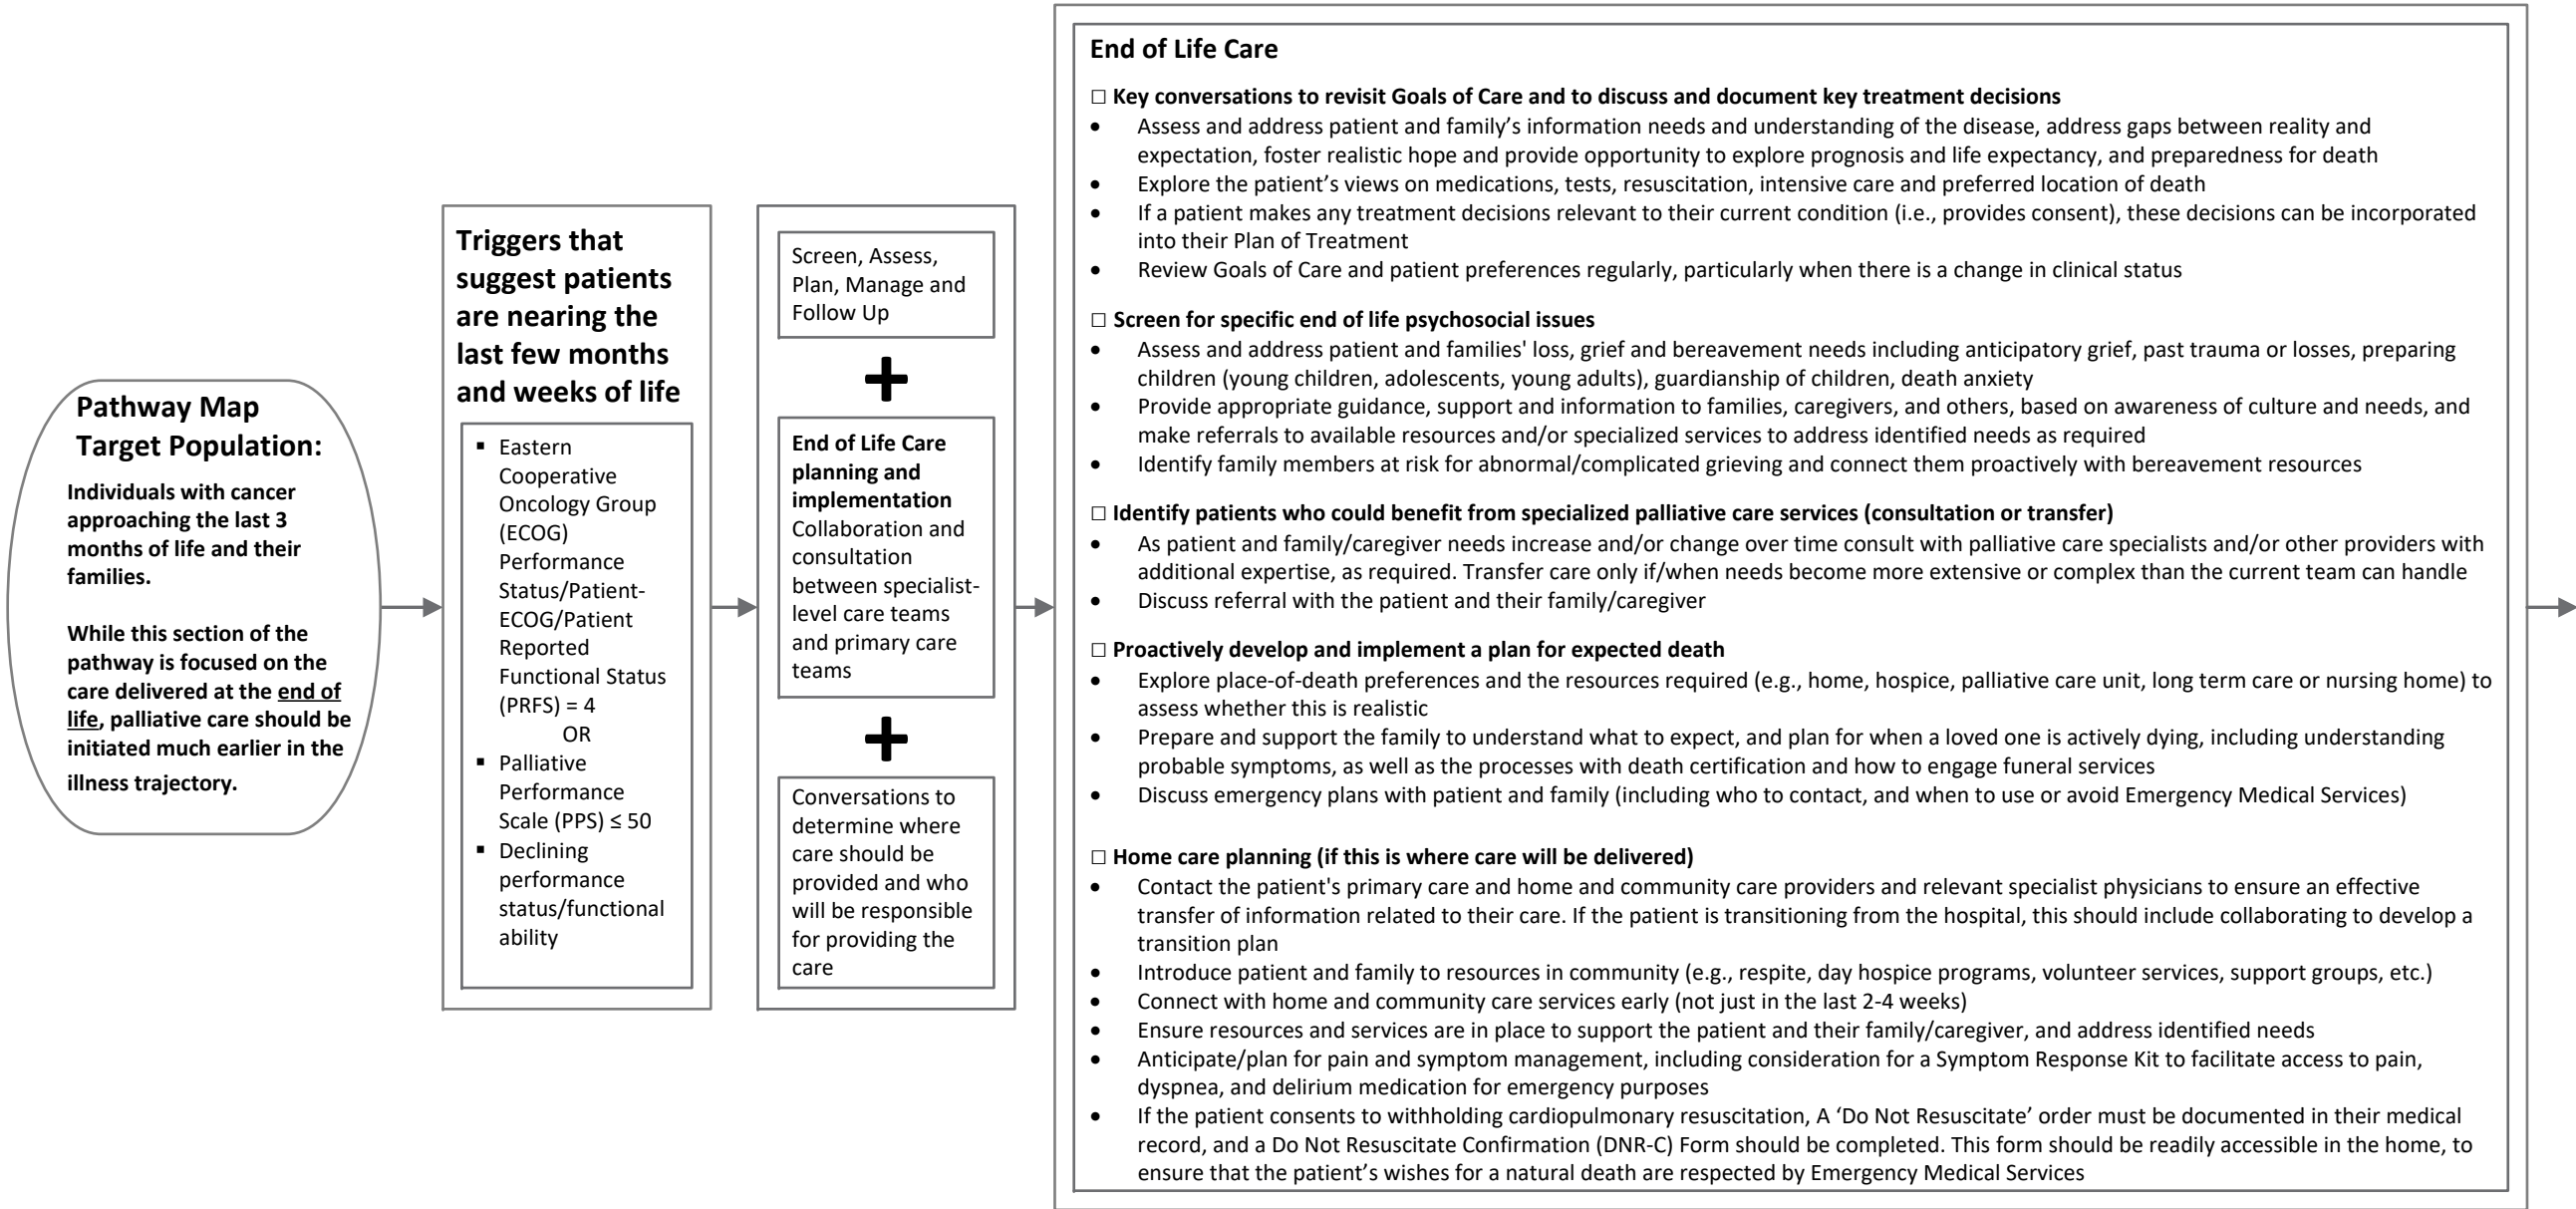 Pathway Map
Target Population:
Individuals with cancer
approaching the last 3
months of life and their
families.
While this section of the
pathway is focused on the
care delivered at the end of
life, palliative care should be
initiated much earlier in the
illness trajectory.
Triggers that
suggest patients
are nearing the
last few months
and weeks of life
▪ Eastern
Cooperative
Oncology Group
(ECOG)
Performance
Status/Patient-
ECOG/Patient
Reported
Functional Status
(PRFS) = 4
OR
▪ Palliative
Performance
Scale (PPS) ≤ 50
▪ Declining
performance
status/functional
ability
Screen, Assess,
Plan, Manage and
Follow Up
+
End of Life Care
planning and
implementation
Collaboration and
consultation
between specialist-
level care teams
and primary care
teams
+
Conversations to
determine where
care should be
provided and who
will be responsible
for providing the
care
End of Life Care
□ Key conversations to revisit Goals of Care and to discuss and document key treatment decisions
• Assess and address patient and family’s information needs and understanding of the disease, address gaps between reality and
expectation, foster realistic hope and provide opportunity to explore prognosis and life expectancy, and preparedness for death
• Explore the patient’s views on medications, tests, resuscitation, intensive care and preferred location of death
• If a patient makes any treatment decisions relevant to their current condition (i.e., provides consent), these decisions can be incorporated
into their Plan of Treatment
• Review Goals of Care and patient preferences regularly, particularly when there is a change in clinical status
□ Screen for specific end of life psychosocial issues
• Assess and address patient and families' loss, grief and bereavement needs including anticipatory grief, past trauma or losses, preparing
children (young children, adolescents, young adults), guardianship of children, death anxiety
• Provide appropriate guidance, support and information to families, caregivers, and others, based on awareness of culture and needs, and
make referrals to available resources and/or specialized services to address identified needs as required
• Identify family members at risk for abnormal/complicated grieving and connect them proactively with bereavement resources
□ Identify patients who could benefit from specialized palliative care services (consultation or transfer)
• As patient and family/caregiver needs increase and/or change over time consult with palliative care specialists and/or other providers with
additional expertise, as required. Transfer care only if/when needs become more extensive or complex than the current team can handle
• Discuss referral with the patient and their family/caregiver
□ Proactively develop and implement a plan for expected death
• Explore place-of-death preferences and the resources required (e.g., home, hospice, palliative care unit, long term care or nursing home) to
assess whether this is realistic
• Prepare and support the family to understand what to expect, and plan for when a loved one is actively dying, including understanding
probable symptoms, as well as the processes with death certification and how to engage funeral services
• Discuss emergency plans with patient and family (including who to contact, and when to use or avoid Emergency Medical Services)
□ Home care planning (if this is where care will be delivered)
• Contact the patient's primary care and home and community care providers and relevant specialist physicians to ensure an effective
transfer of information related to their care. If the patient is transitioning from the hospital, this should include collaborating to develop a
transition plan
• Introduce patient and family to resources in community (e.g., respite, day hospice programs, volunteer services, support groups, etc.)
• Connect with home and community care services early (not just in the last 2-4 weeks)
• Ensure resources and services are in place to support the patient and their family/caregiver, and address identified needs
• Anticipate/plan for pain and symptom management, including consideration for a Symptom Response Kit to facilitate access to pain,
dyspnea, and delirium medication for emergency purposes
• If the patient consents to withholding cardiopulmonary resuscitation, A ‘Do Not Resuscitate’ order must be documented in their medical
record, and a Do Not Resuscitate Confirmation (DNR-C) Form should be completed. This form should be readily accessible in the home, to
ensure that the patient’s wishes for a natural death are respected by Emergency Medical Services